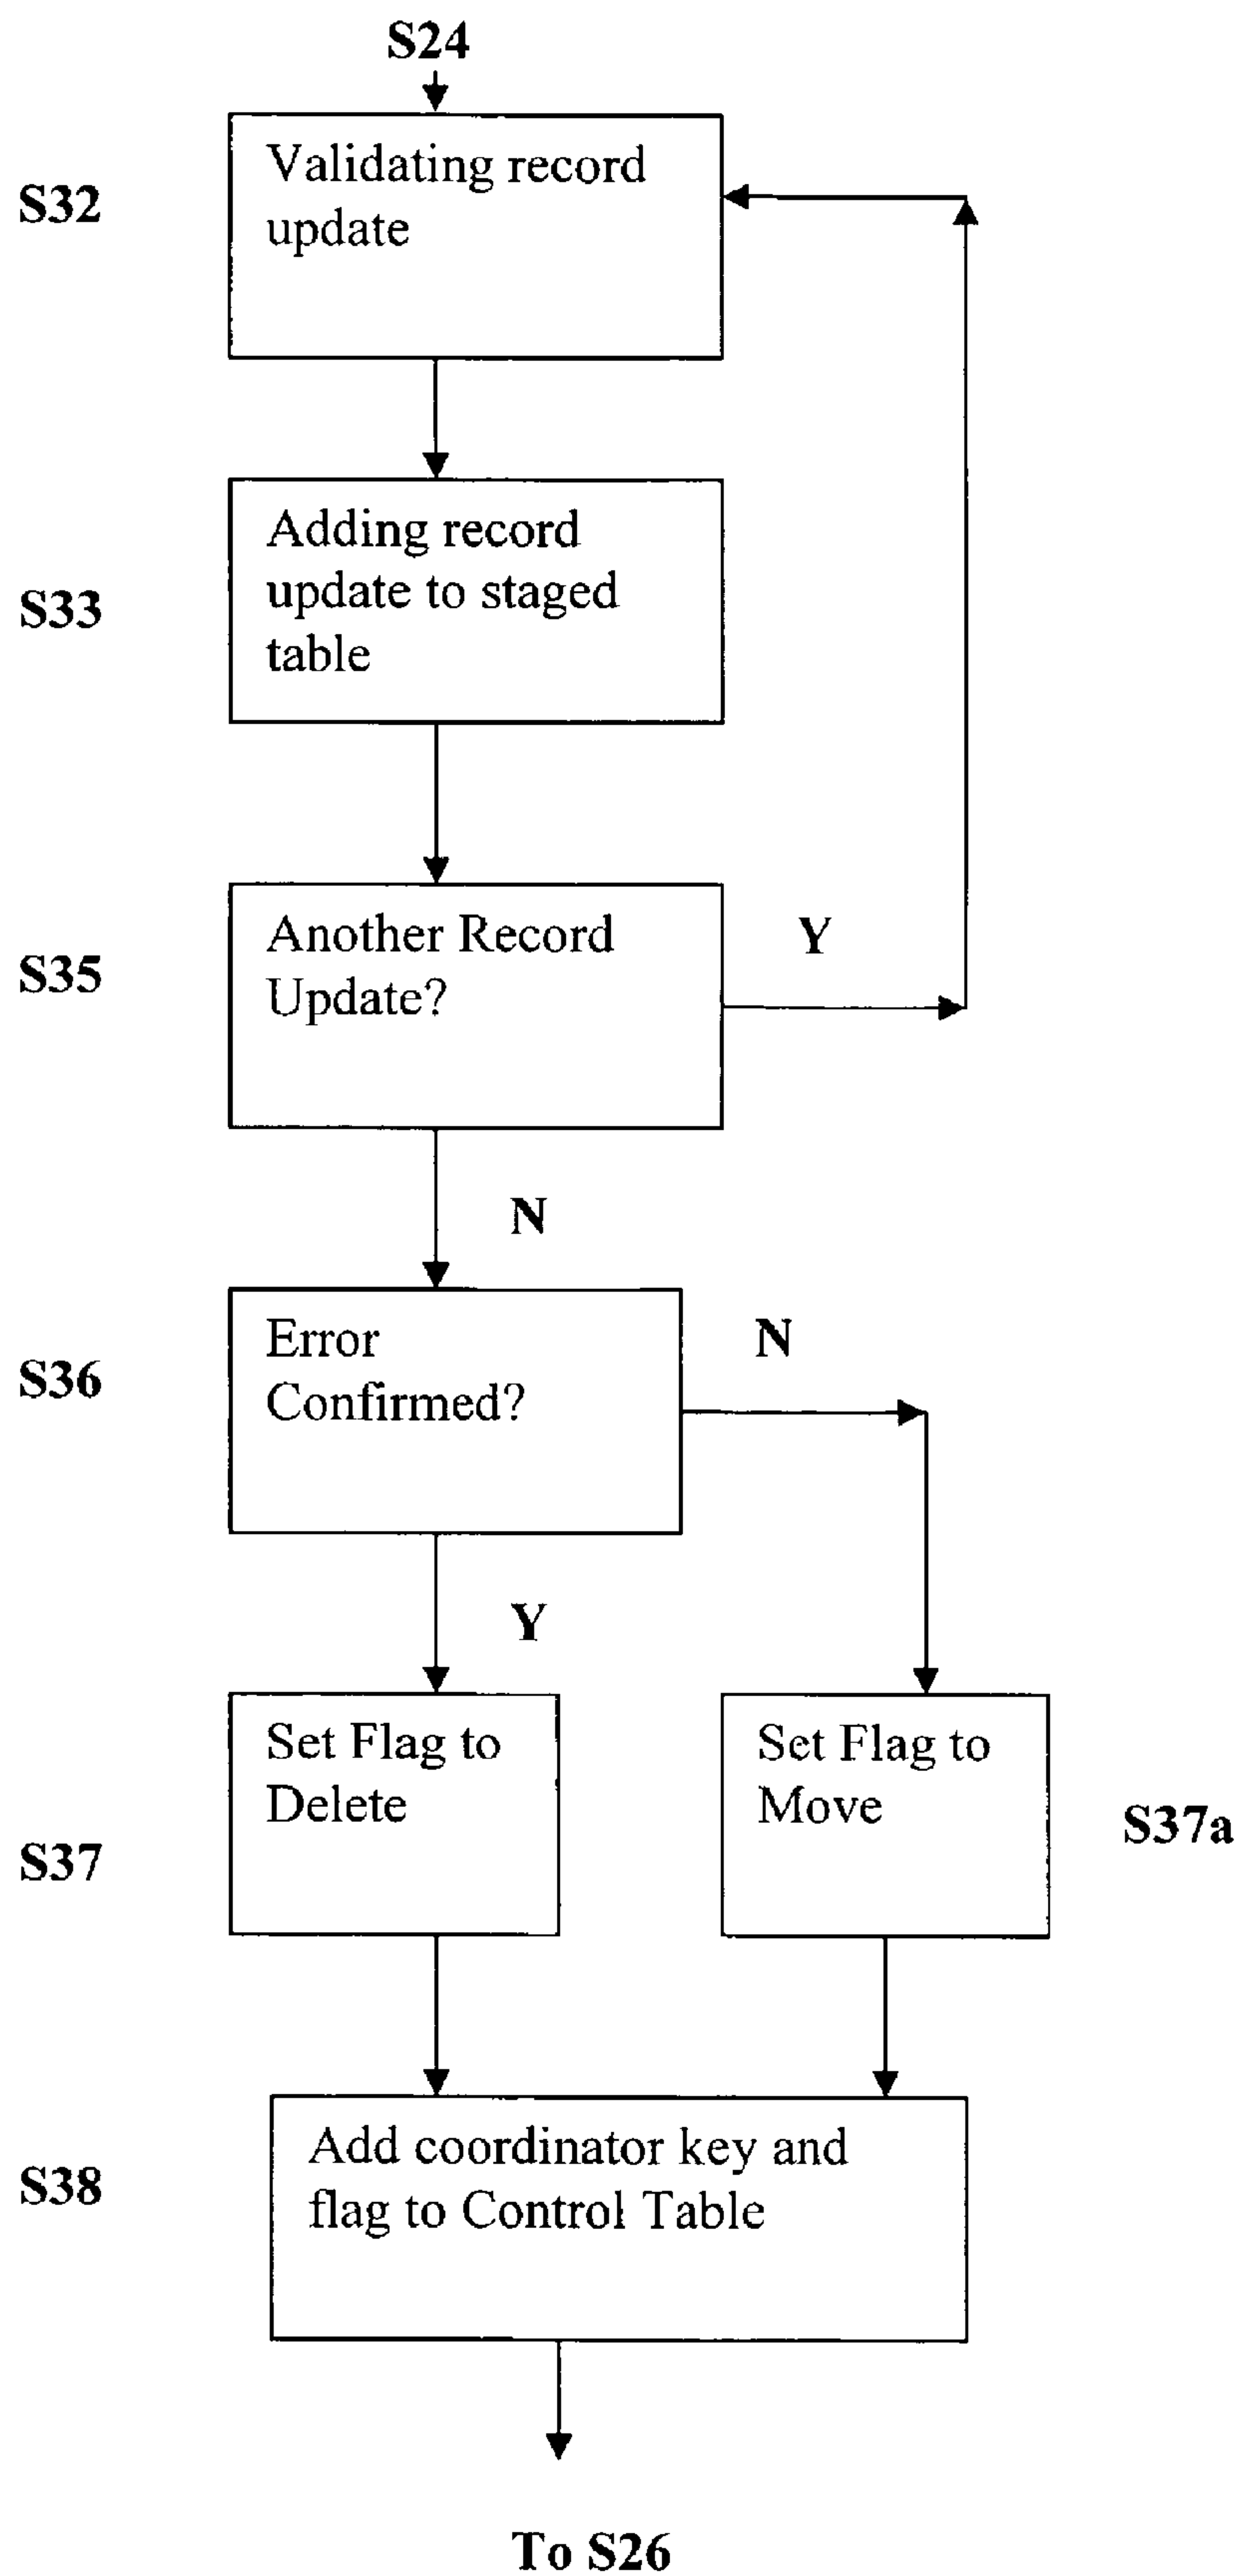 S24
S32
Validating record
update
S33
Adding record
update to staged
table
S35
Another Record
Update?
Y
N
S36
Error
Confirmed?
N
Y
S37
Set Flag to
Delete
Set Flag to
Move
S37a
S38
Add coordinator key and
flag to Control Table
To S26